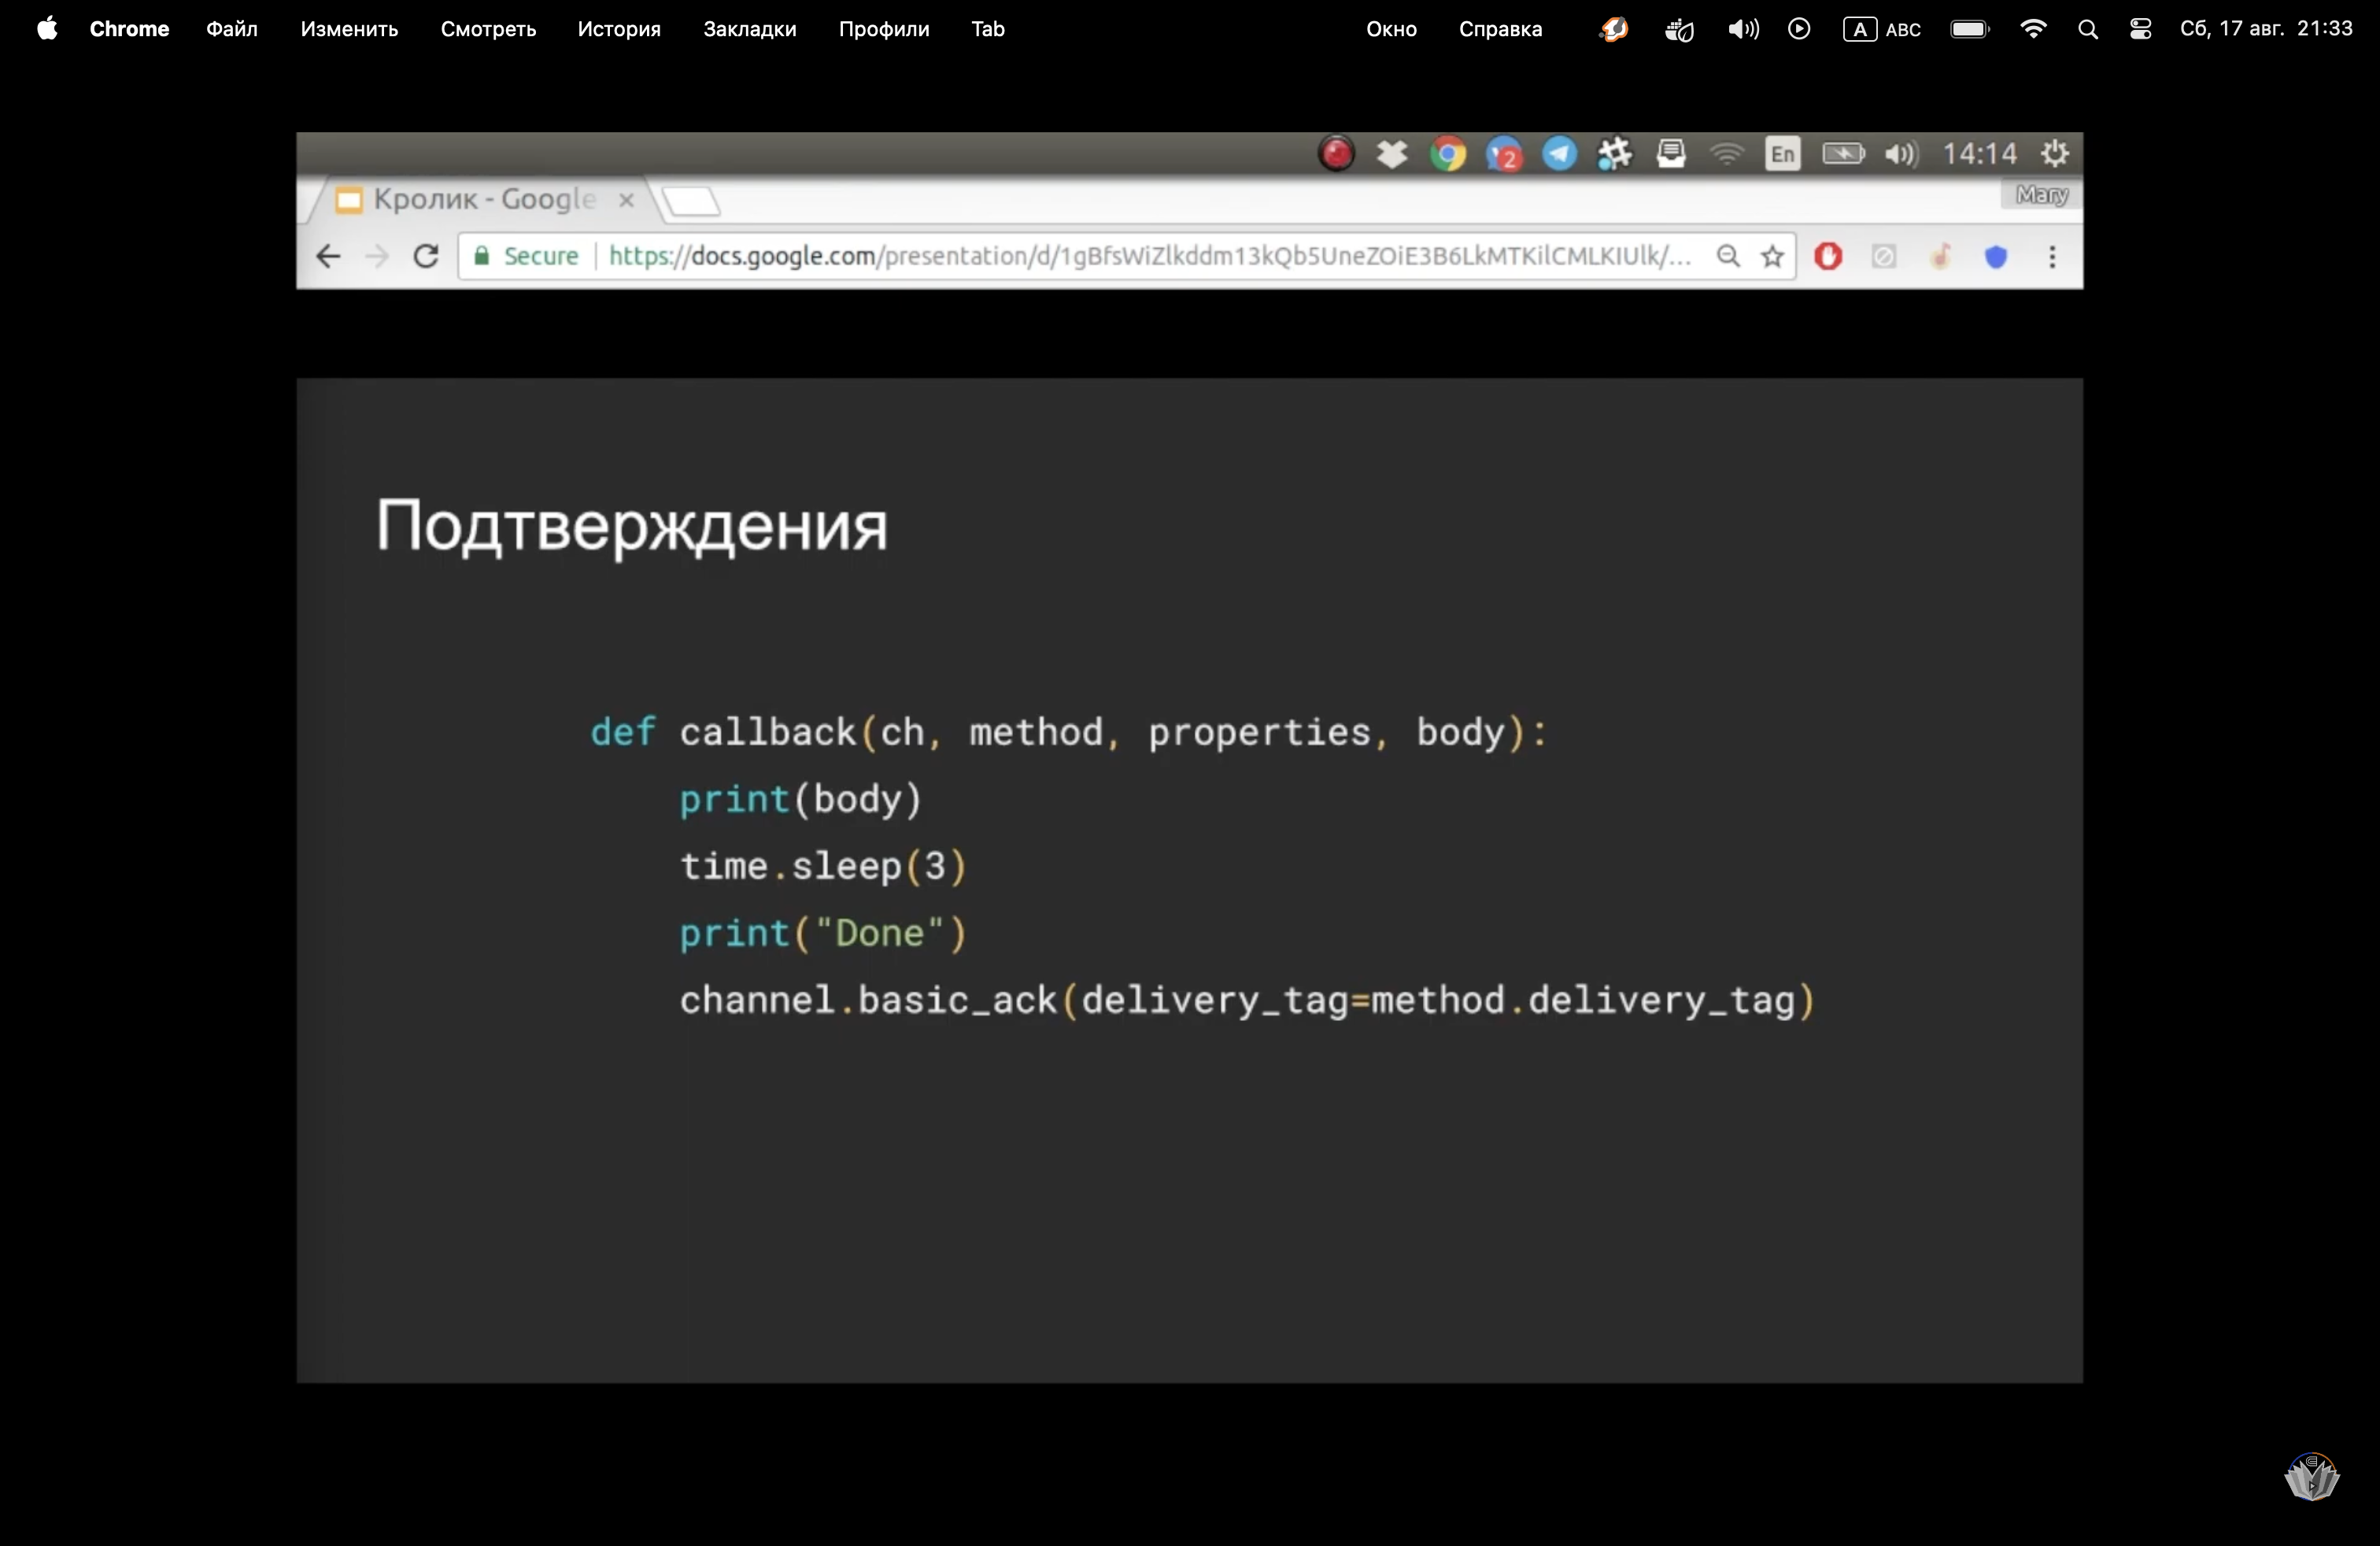 Chrome Файл Изменить Смотреть История Закладки Профили Tab Окно Справка A ABC Сб, 17 авг. 21:33
2 En 14:14
Кролик - Google Mary
Secure https://docs.google.com/presentation/d/1gBfsWiZlkddm13kQb5UneZOiE3B6LkMTKilCMLKIUlk/...
Подтверждения
def callback(ch, method, properties, body):
print(body)
time.sleep(3)
print("Done")
channel.basic_ack(delivery_tag=method.delivery_tag)